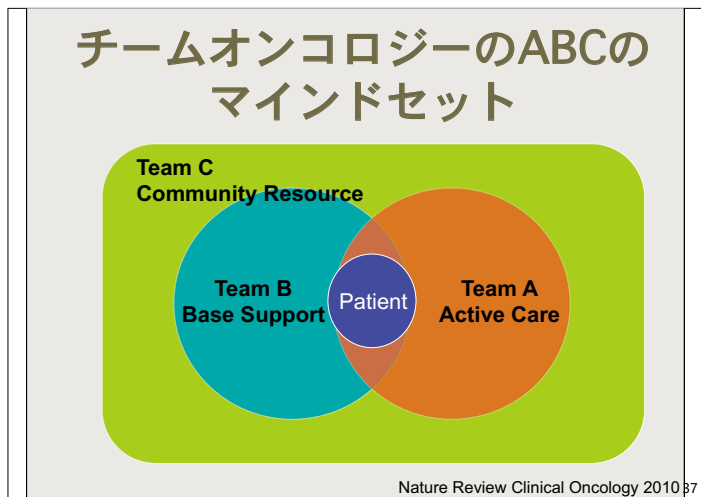 チームオンコロジーのABCの
マインドセット
Team C
Community Resource
Team B
Base Support
Patient
Team A
Active Care
Nature Review Clinical Oncology 2010
37